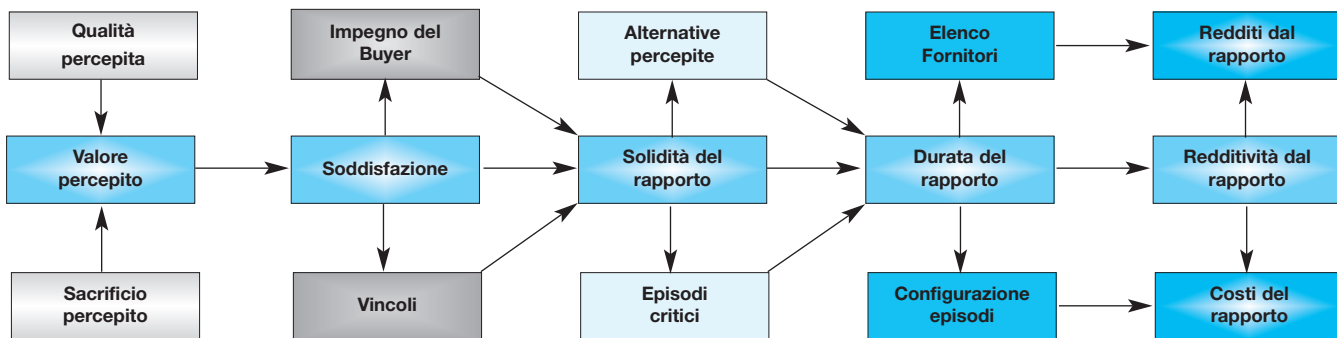 Qualità
percepita
Impegno del
Buyer
Alternative
percepite
Elenco
Fornitori
Redditi dal
rapporto
Valore
percepito
Soddisfazione
Solidità del
rapporto
Durata del
rapporto
Redditività dal
rapporto
Sacrificio
percepito
Vincoli
Episodi
critici
Configurazione
episodi
Costi del
rapporto